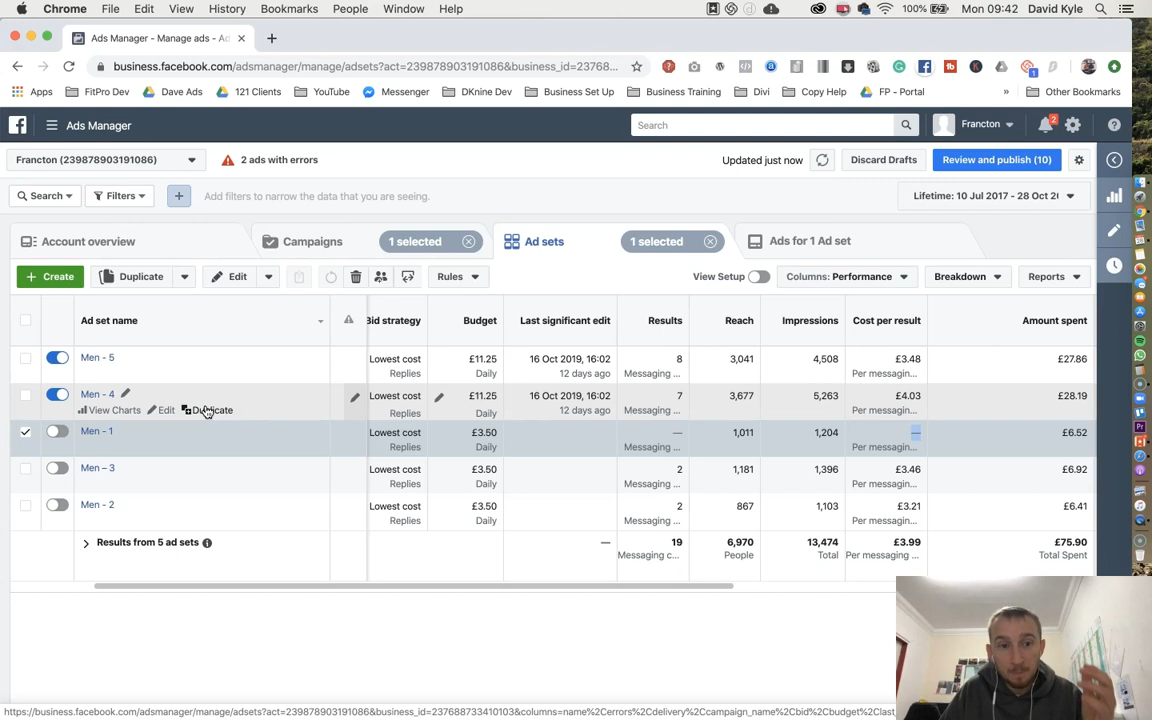 Chrome File Edit View History Bookmarks People Window Help 100% Mon 09:42 David Kyle
Ads Manager - Manage ads - Ad
business.facebook.com/adsmanager/manage/adsets?act=239878903191086&business_id=23768...
Apps FitPro Dev Dave Ads 121 Clients YouTube Messenger DKnine Dev Business Set Up Business Training Divi Copy Help FP - Portal » Other Bookmarks
Ads Manager Search Francton 2
Francton (239878903191086) 2 ads with errors Updated just now Discard Drafts Review and publish (10)
Search Filters Add filters to narrow the data that you are seeing. Lifetime: 10 Jul 2017 - 28 Oct 20
Account overview Campaigns 1 selected Ad sets 1 selected Ads for 1 Ad set
+ Create Duplicate Edit Rules View Setup Columns: Performance Breakdown Reports
Ad set name Bid strategy Budget Last significant edit Results Reach Impressions Cost per result Amount spent
Men - 5 Lowest cost £11.25 16 Oct 2019, 16:02 8 3,041 4,508 £3.48 £27.86
Replies Daily 12 days ago Messaging ... Per messagin...
Men - 4 Lowest cost £11.25 16 Oct 2019, 16:02 7 3,677 5,263 £4.03 £28.19
View Charts Edit Duplicate Replies Daily 12 days ago Messaging ... Per messagin...
Men - 1 Lowest cost £3.50 — 1,011 1,204 — £6.52
Replies Daily Messaging ... Per messagin...
Men – 3 Lowest cost £3.50 2 1,181 1,396 £3.46 £6.92
Replies Daily Messaging ... Per messagin...
Men - 2 Lowest cost £3.50 2 867 1,103 £3.21 £6.41
Replies Daily Messaging ... Per messagin...
Results from 5 ad sets — 19 6,970 13,474 £3.99 £75.90
Messaging c... People Total Per messaging ... Total Spent
https://business.facebook.com/adsmanager/manage/adsets?act=239878903191086&business_id=237688733410103&columns=name%2Cerrors%2Cdelivery%2Ccampaign_name%2Cbid%2Cbudget%2Clast